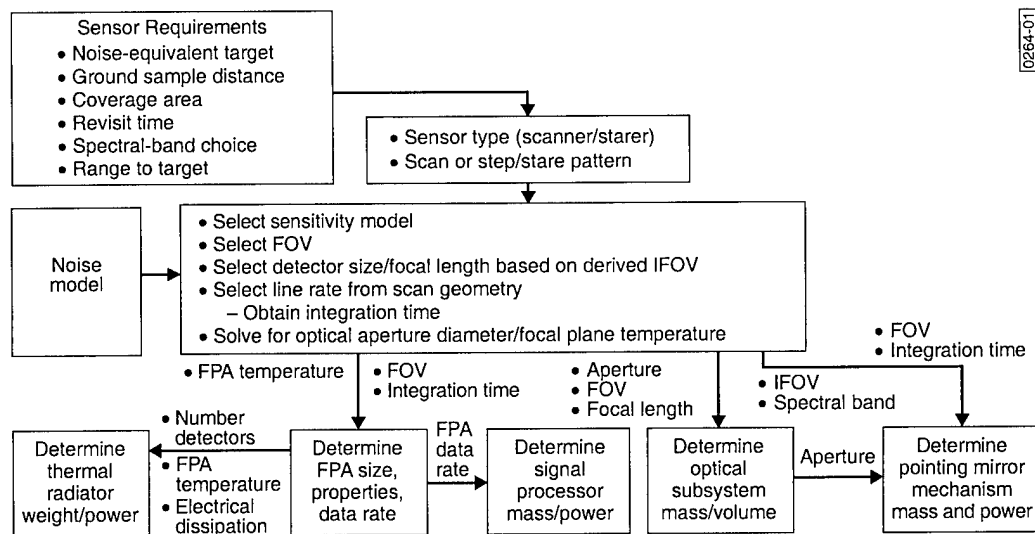 0264-01
Sensor Requirements
• Noise-equivalent target
• Ground sample distance
• Coverage area
• Revisit time
• Spectral-band choice
• Range to target
• Sensor type (scanner/starer)
• Scan or step/stare pattern
Noise
model
• Select sensitivity model
• Select FOV
• Select detector size/focal length based on derived IFOV
• Select line rate from scan geometry
– Obtain integration time
• Solve for optical aperture diameter/focal plane temperature
• FPA temperature
• FOV
• Integration time
• Aperture
• FOV
• Focal length
• IFOV
• Spectral band
• FOV
• Integration time
Determine
thermal
radiator
weight/power
• Number
detectors
• FPA
temperature
• Electrical
dissipation
Determine
FPA size,
properties,
data rate
FPA
data
rate
Determine
signal
processor
mass/power
Determine
optical
subsystem
mass/volume
Aperture
Determine
pointing mirror
mechanism
mass and power